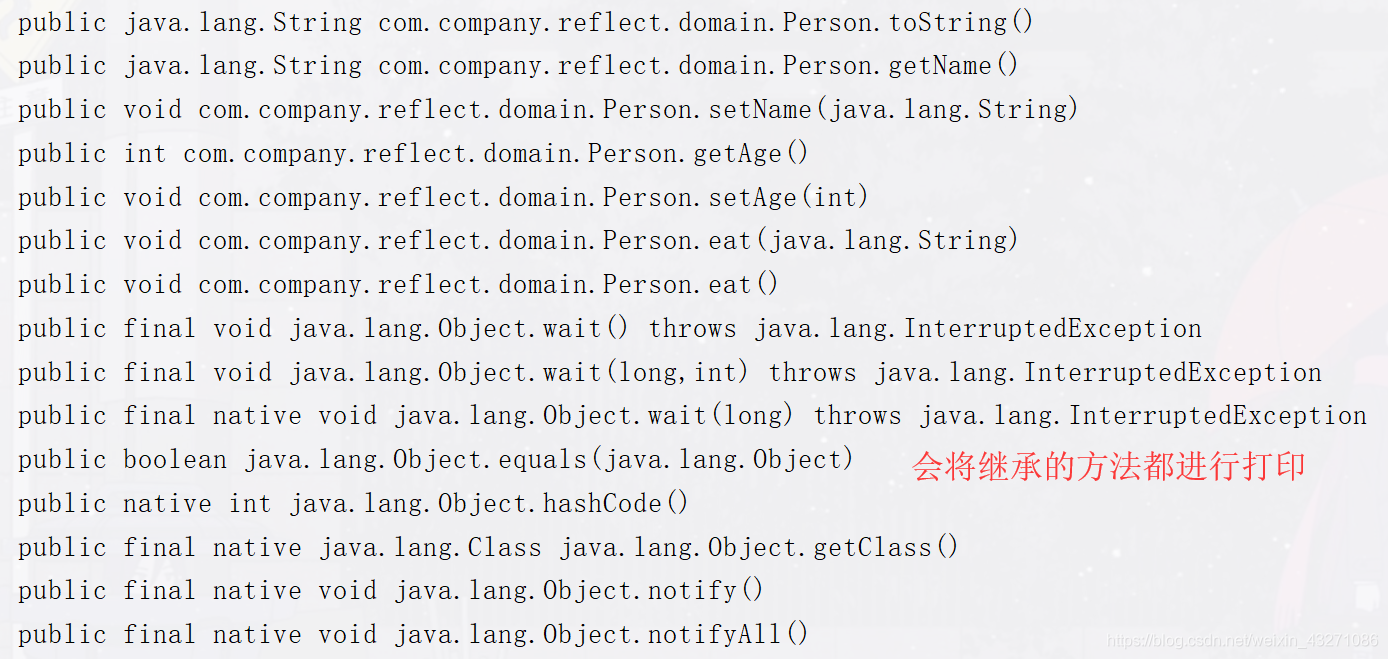 public java.lang.String com.company.reflect.domain.Person.toString()
public java.lang.String com.company.reflect.domain.Person.getName()
public void com.company.reflect.domain.Person.setName(java.lang.String)
public int com.company.reflect.domain.Person.getAge()
public void com.company.reflect.domain.Person.setAge(int)
public void com.company.reflect.domain.Person.eat(java.lang.String)
public void com.company.reflect.domain.Person.eat()
public final void java.lang.Object.wait() throws java.lang.InterruptedException
public final void java.lang.Object.wait(long,int) throws java.lang.InterruptedException
public final native void java.lang.Object.wait(long) throws java.lang.InterruptedException
public boolean java.lang.Object.equals(java.lang.Object)
会将继承的方法都进行打印
public native int java.lang.Object.hashCode()
public final native java.lang.Class java.lang.Object.getClass()
public final native void java.lang.Object.notify()
public final native void java.lang.Object.notifyAll()
https://blog.csdn.net/weixin_43271086